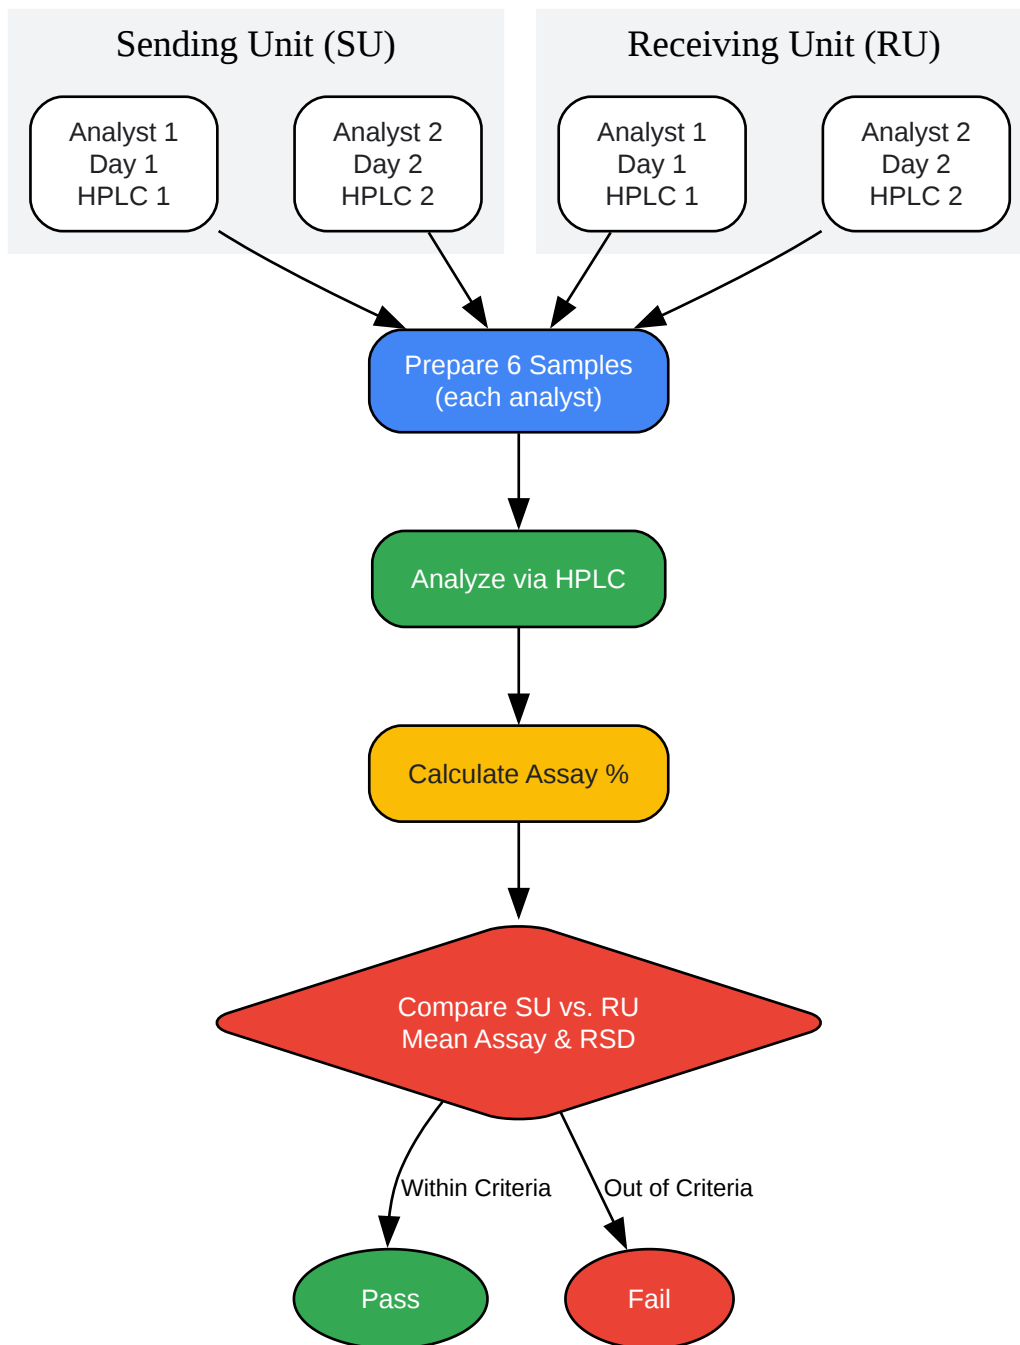 Sending Unit (SU)
Receiving Unit (RU)
Analyst 1
Day 1
HPLC 1
Analyst 2
Day 2
HPLC 2
Analyst 1
Day 1
HPLC 1
Analyst 2
Day 2
HPLC 2
Prepare 6 Samples
(each analyst)
Analyze via HPLC
Calculate Assay %
Compare SU vs. RU
Mean Assay & RSD
Within Criteria
Out of Criteria
Pass
Fail